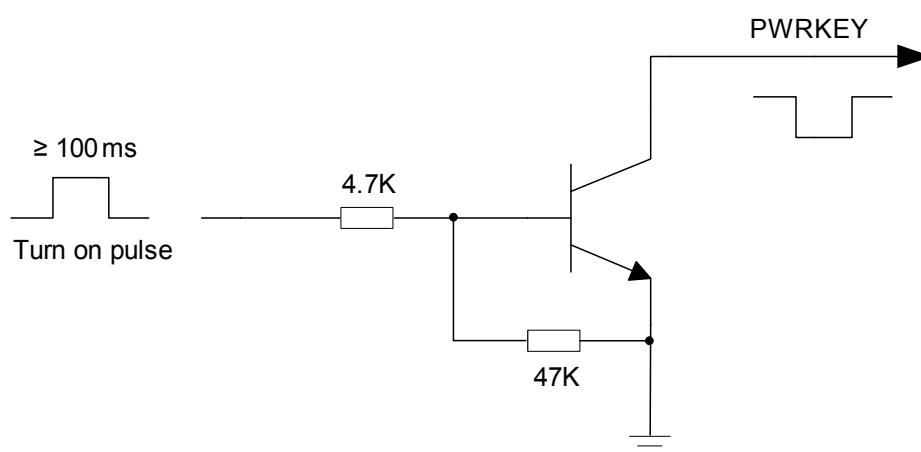 PWRKEY
≥ 100 ms
4.7K
Turn on pulse
47K